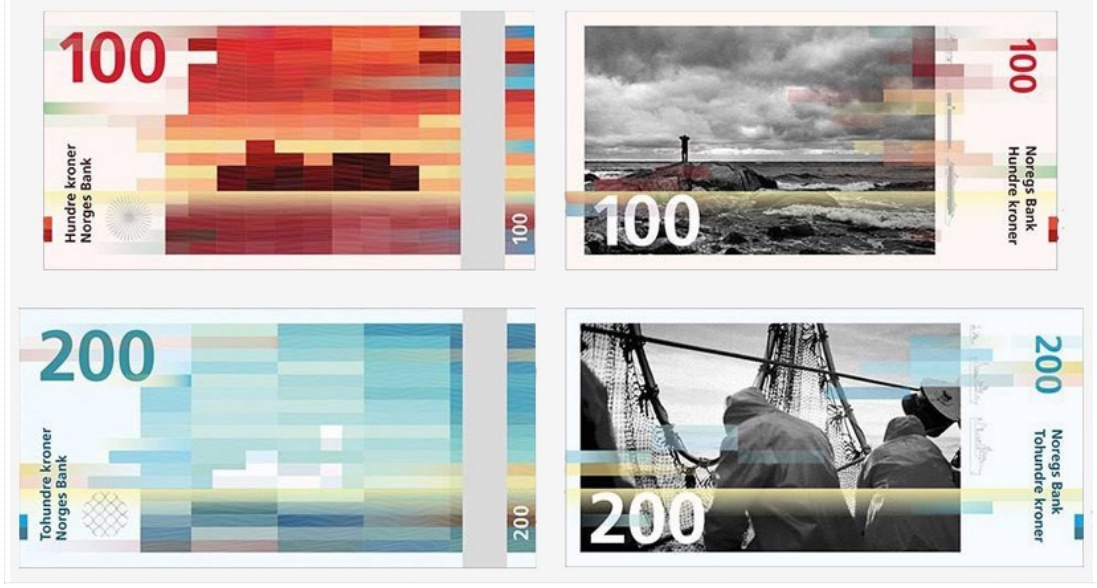 100
Hundre kroner
Norges Bank
100
100
100
Noregs Bank
Hundre kroner
200
Tohundre kroner
Norges Bank
200
200
200
Noregs Bank
Tohundre kroner